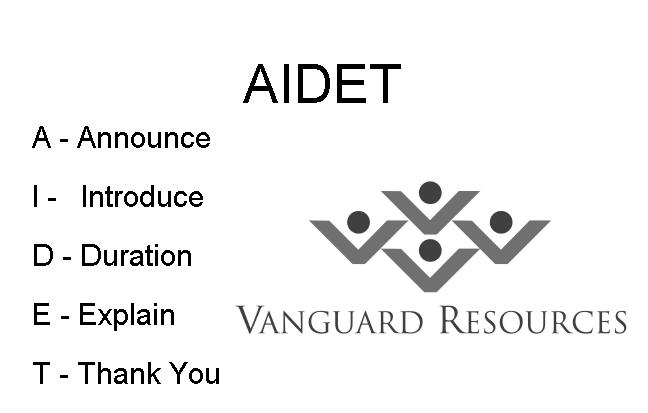 AIDET
A - Announce
I - Introduce
D - Duration
E - Explain
T - Thank You
VANGUARD RESOURCES